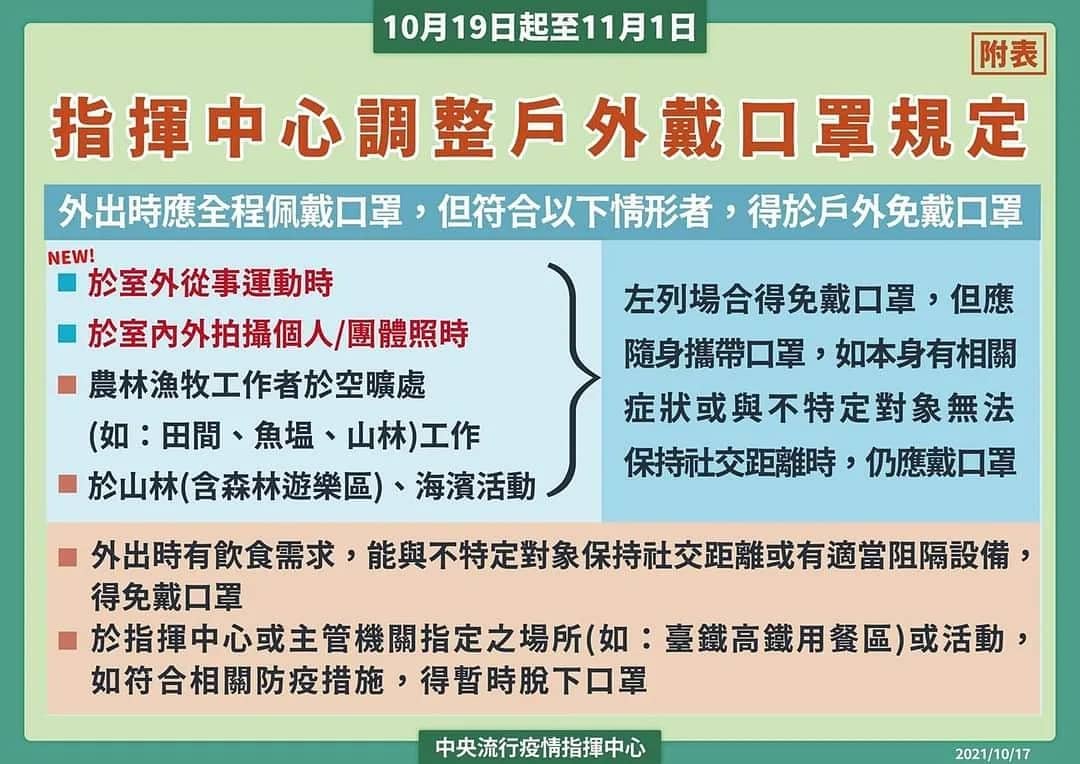 10月19日起至11月1日
附表
指揮中心調整戶外戴口罩規定
外出時應全程佩戴口罩，但符合以下情形者，得於戶外免戴口罩
NEW!
於室外從事運動時
於室內外拍攝個人/團體照時
農林漁牧工作者於空曠處
(如：田間、魚塭、山林)工作
於山林(含森林遊樂區)、海濱活動
左列場合得免戴口罩，但應
隨身攜帶口罩，如本身有相關
症狀或與不特定對象無法
保持社交距離時，仍應戴口罩
外出時有飲食需求，能與不特定對象保持社交距離或有適當阻隔設備，
得免戴口罩
於指揮中心或主管機關指定之場所(如：臺鐵高鐵用餐區)或活動，
如符合相關防疫措施，得暫時脫下口罩
中央流行疫情指揮中心
2021/10/17